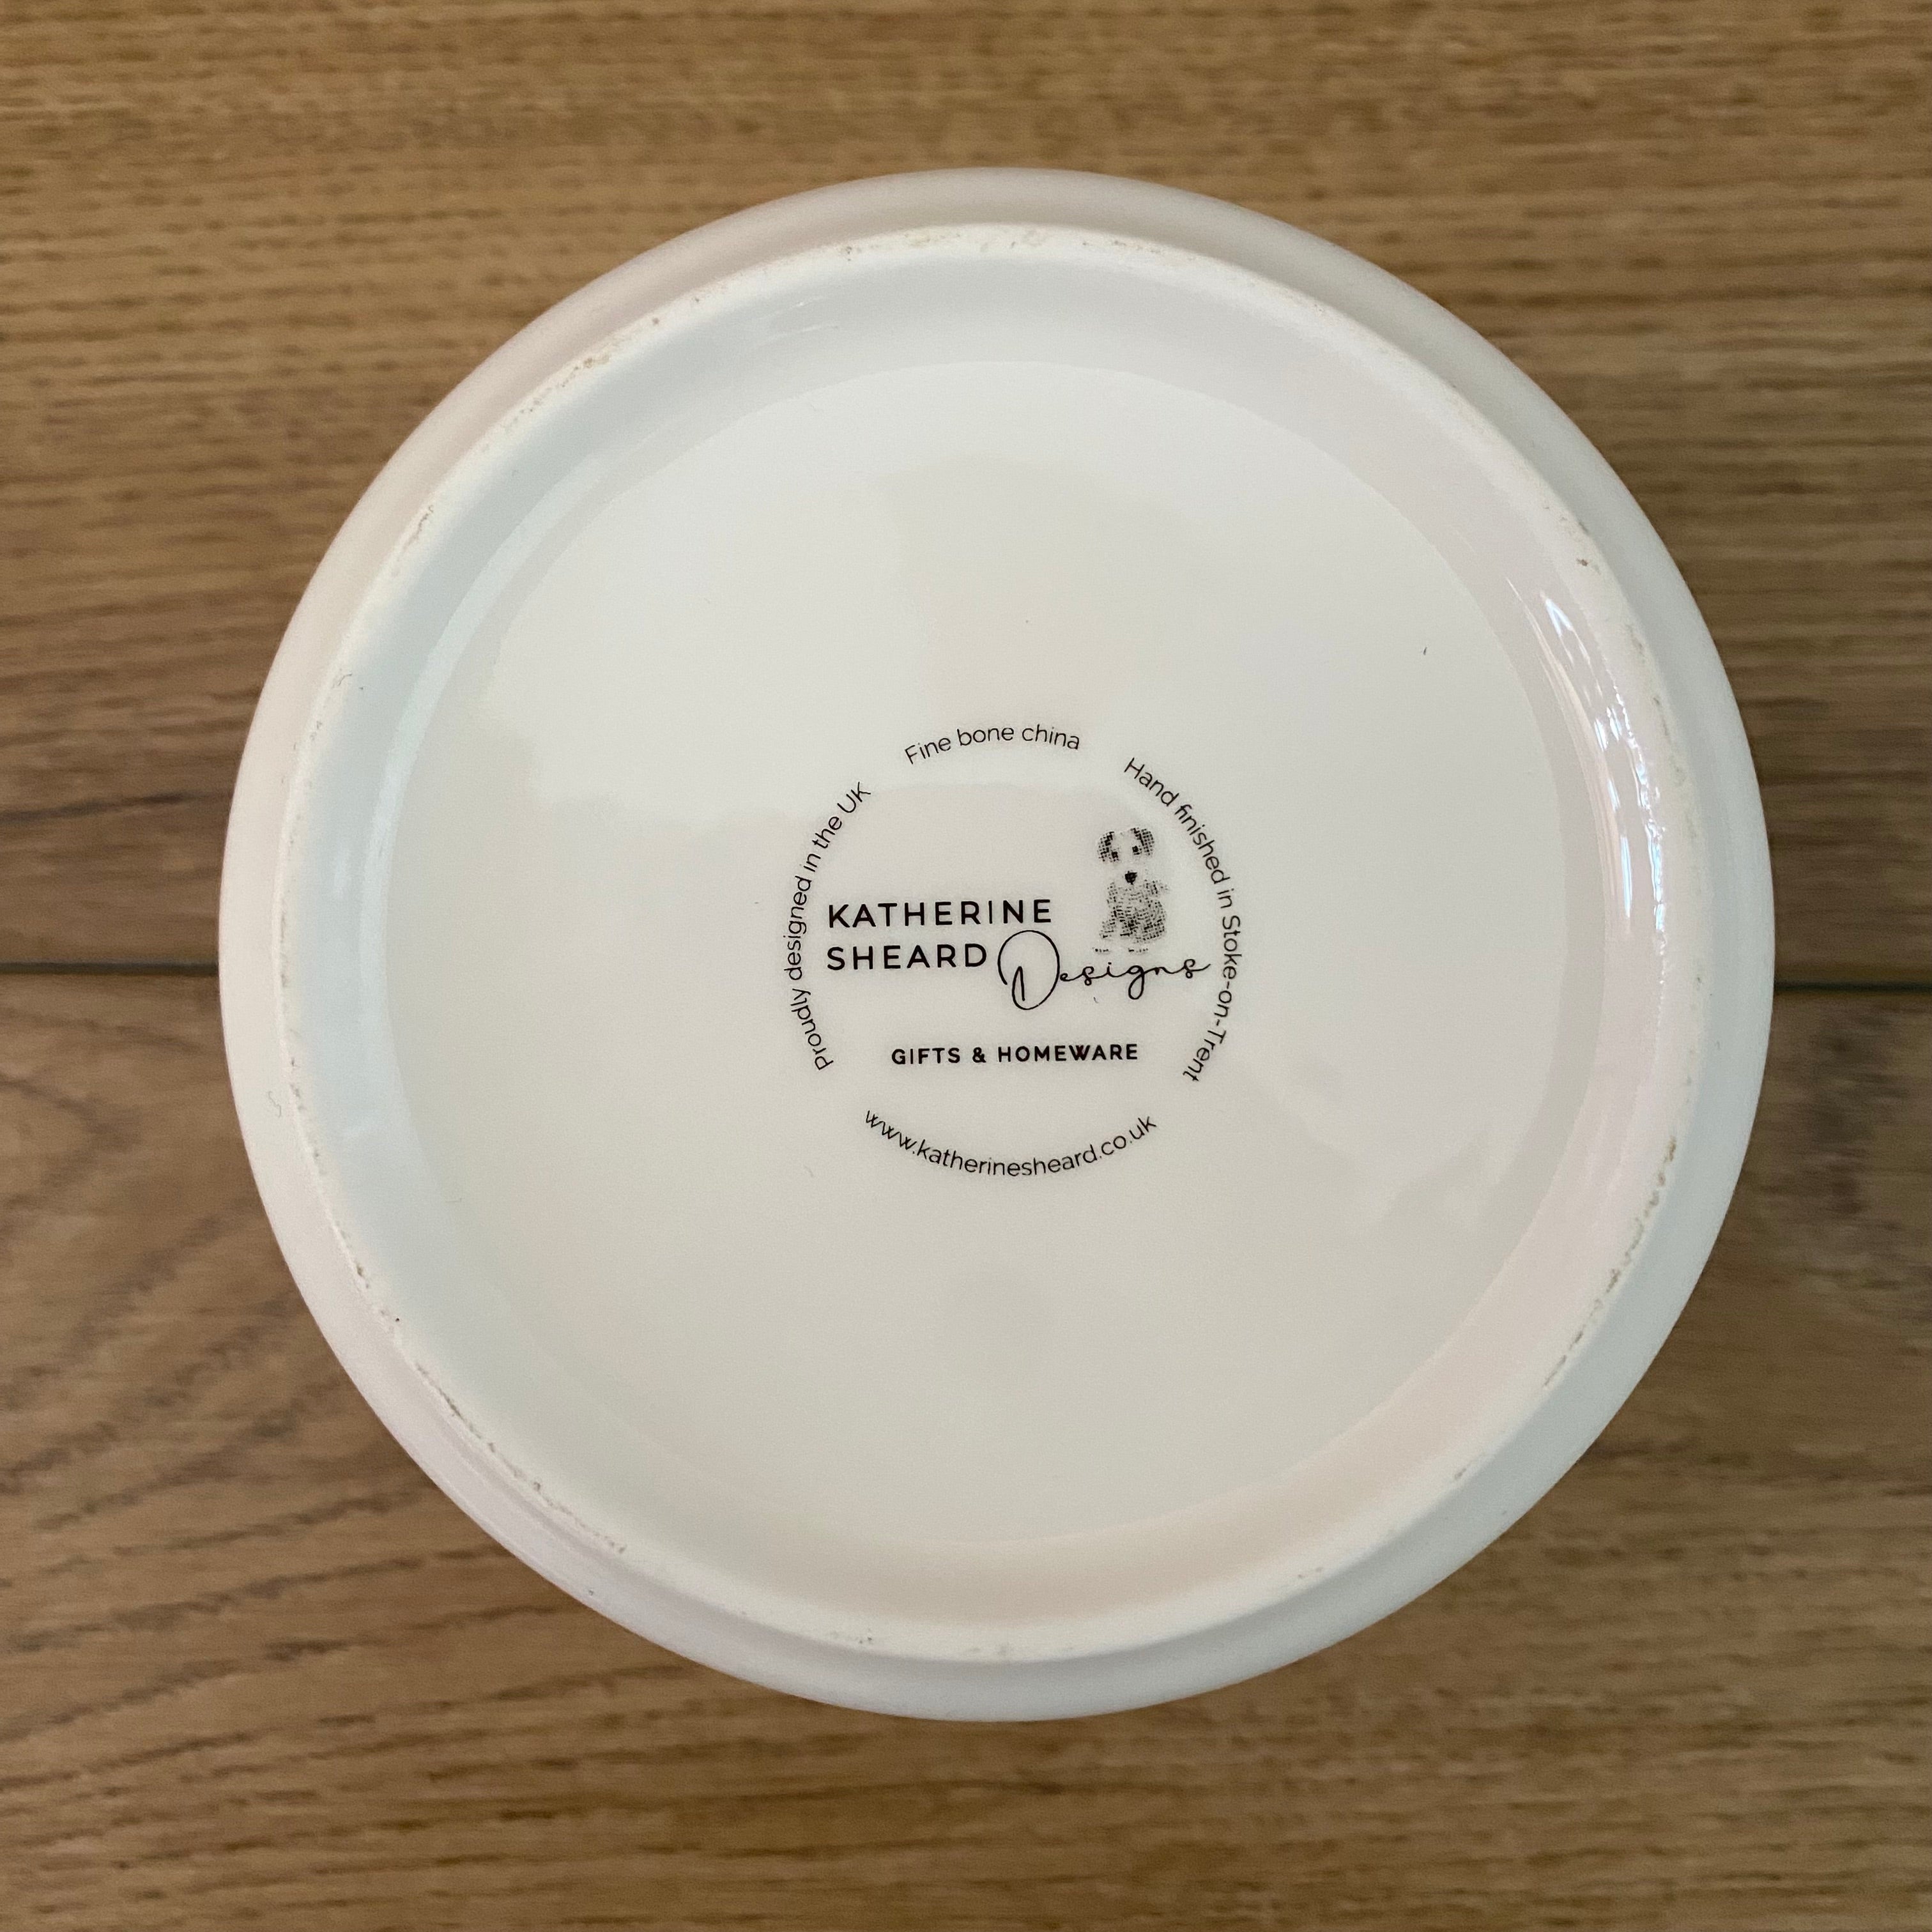 Fine bone china
Proudly designed in the UK
Hand finished in Stoke-on-Trent
KATHERINE
SHEARD Designs
GIFTS & HOMEWARE
www.katherinesheard.co.uk